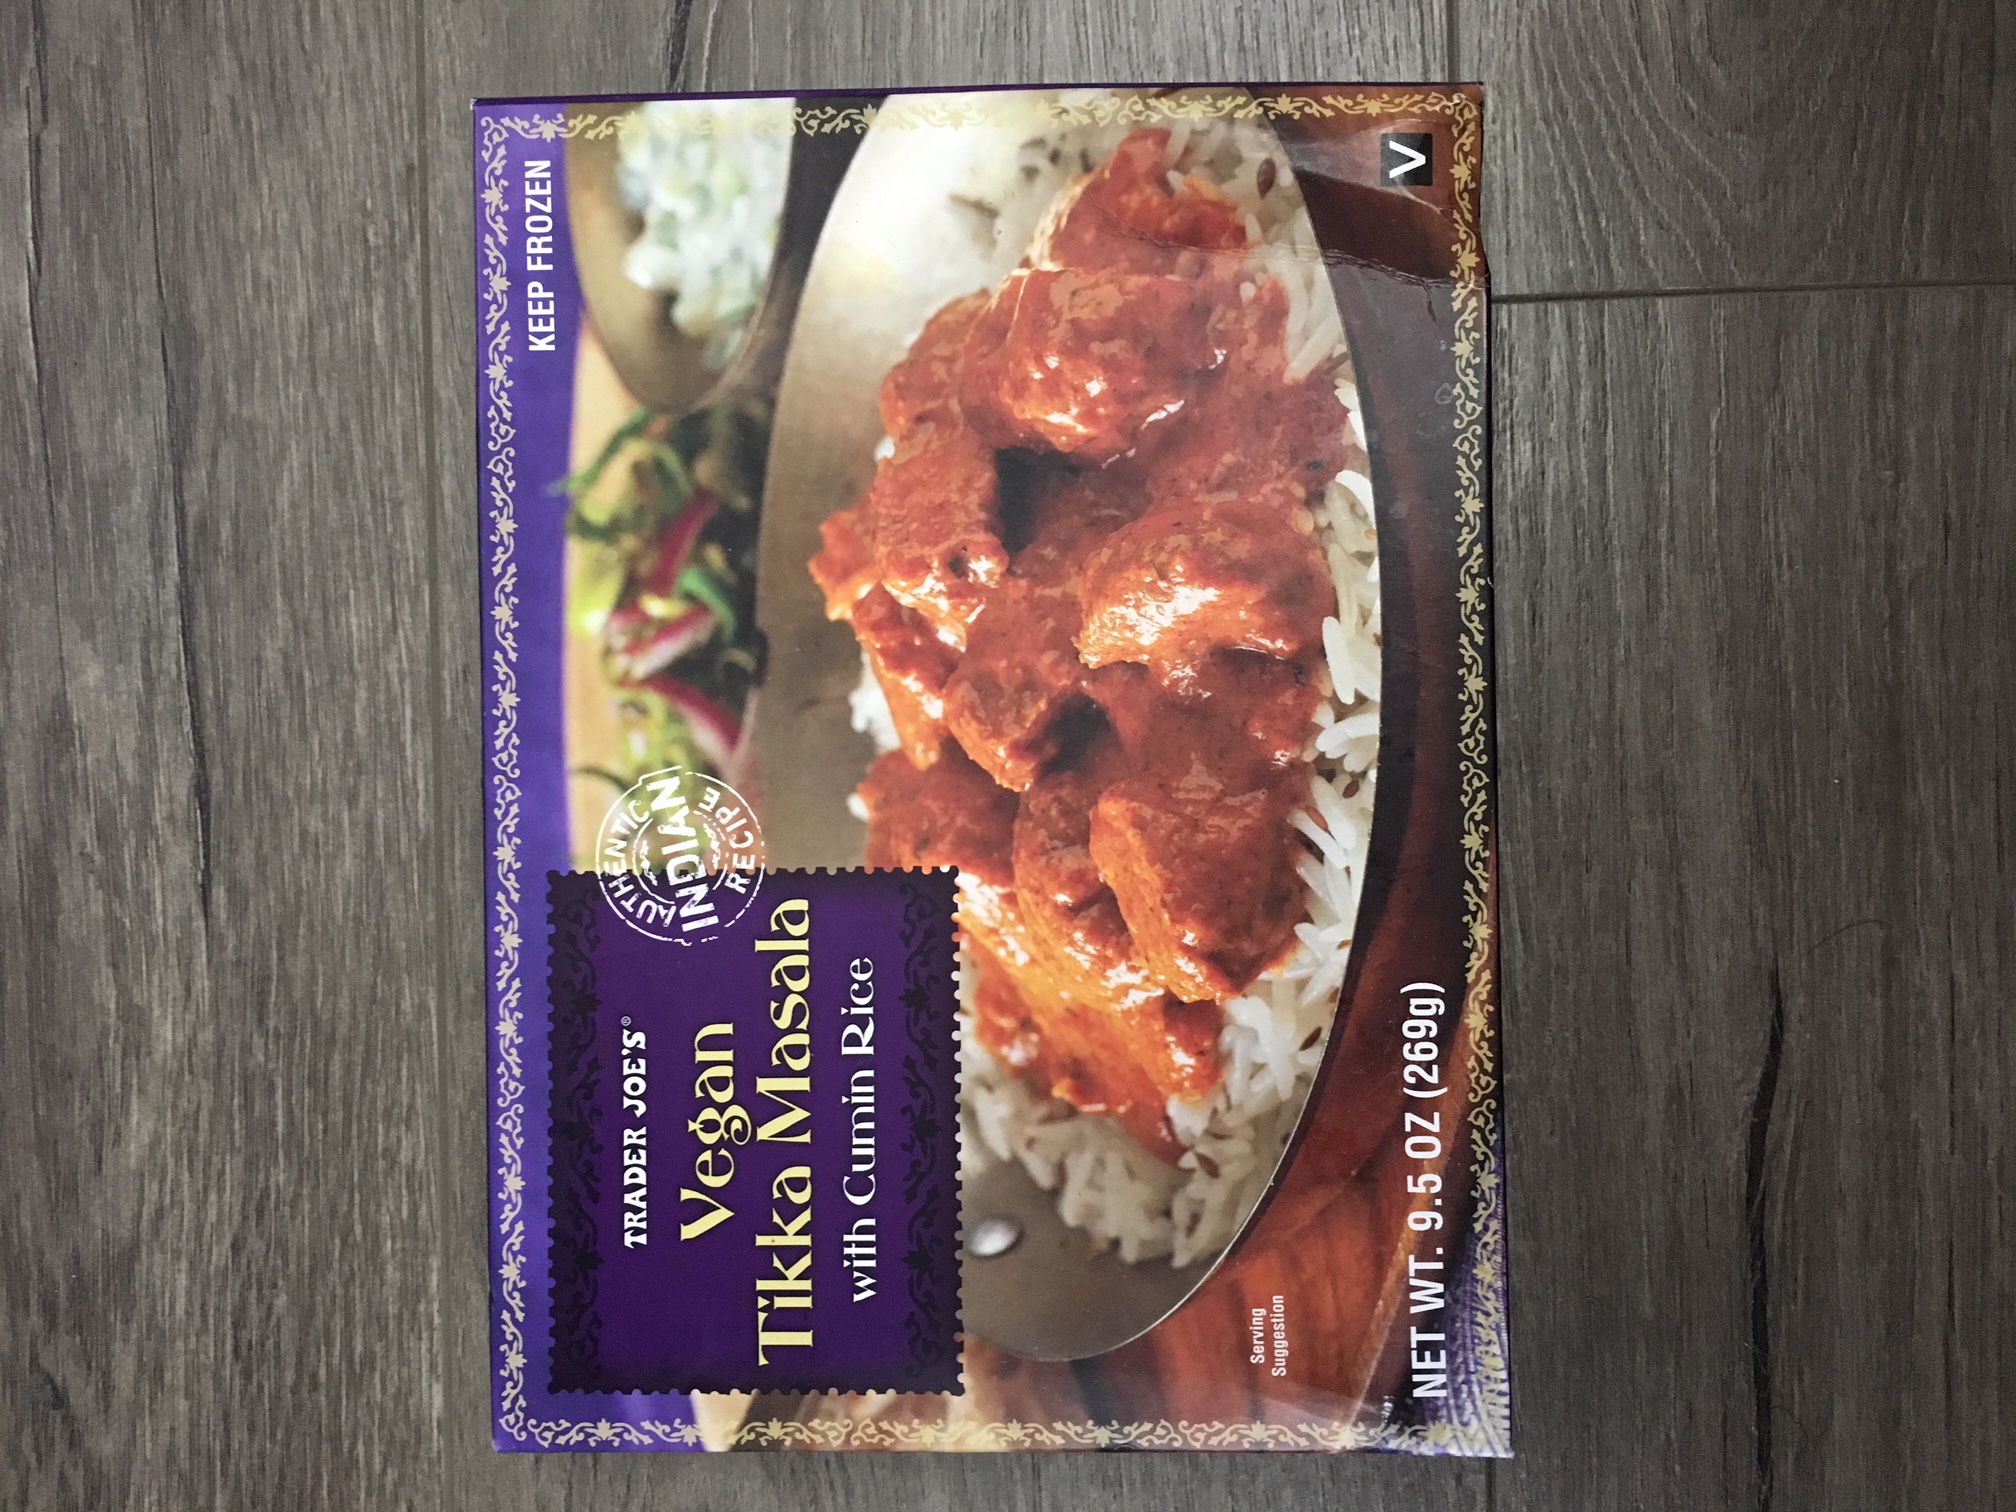 KEEP FROZEN
TRADER JOE'S®
Vegan
Tikka Masala
with Cumin Rice
AUTHENTIC
INDIAN
RECIPE
Serving
Suggestion
NET WT. 9.5 OZ (269g)
V